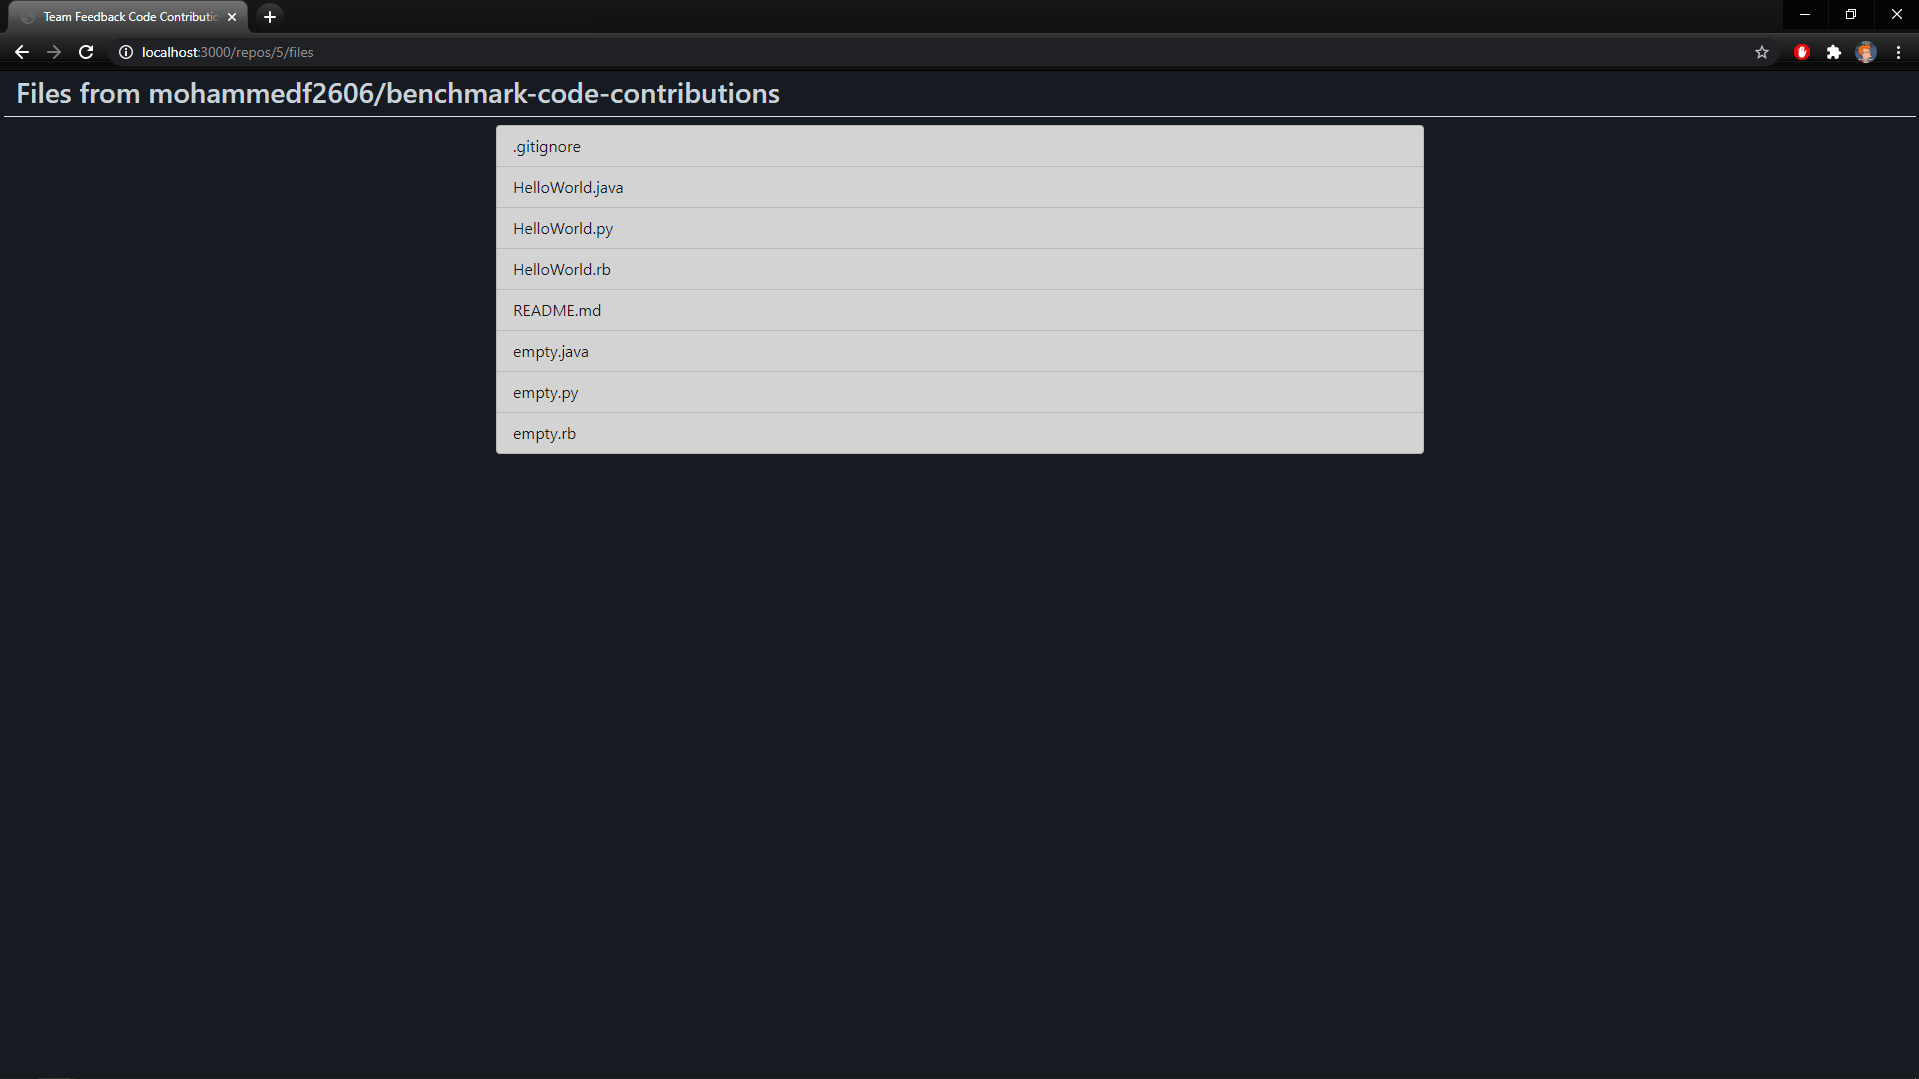 Team Feedback Code Contributio
localhost:3000/repos/5/files
Files from mohammedf2606/benchmark-code-contributions
.gitignore
HelloWorld.java
HelloWorld.py
HelloWorld.rb
README.md
empty.java
empty.py
empty.rb